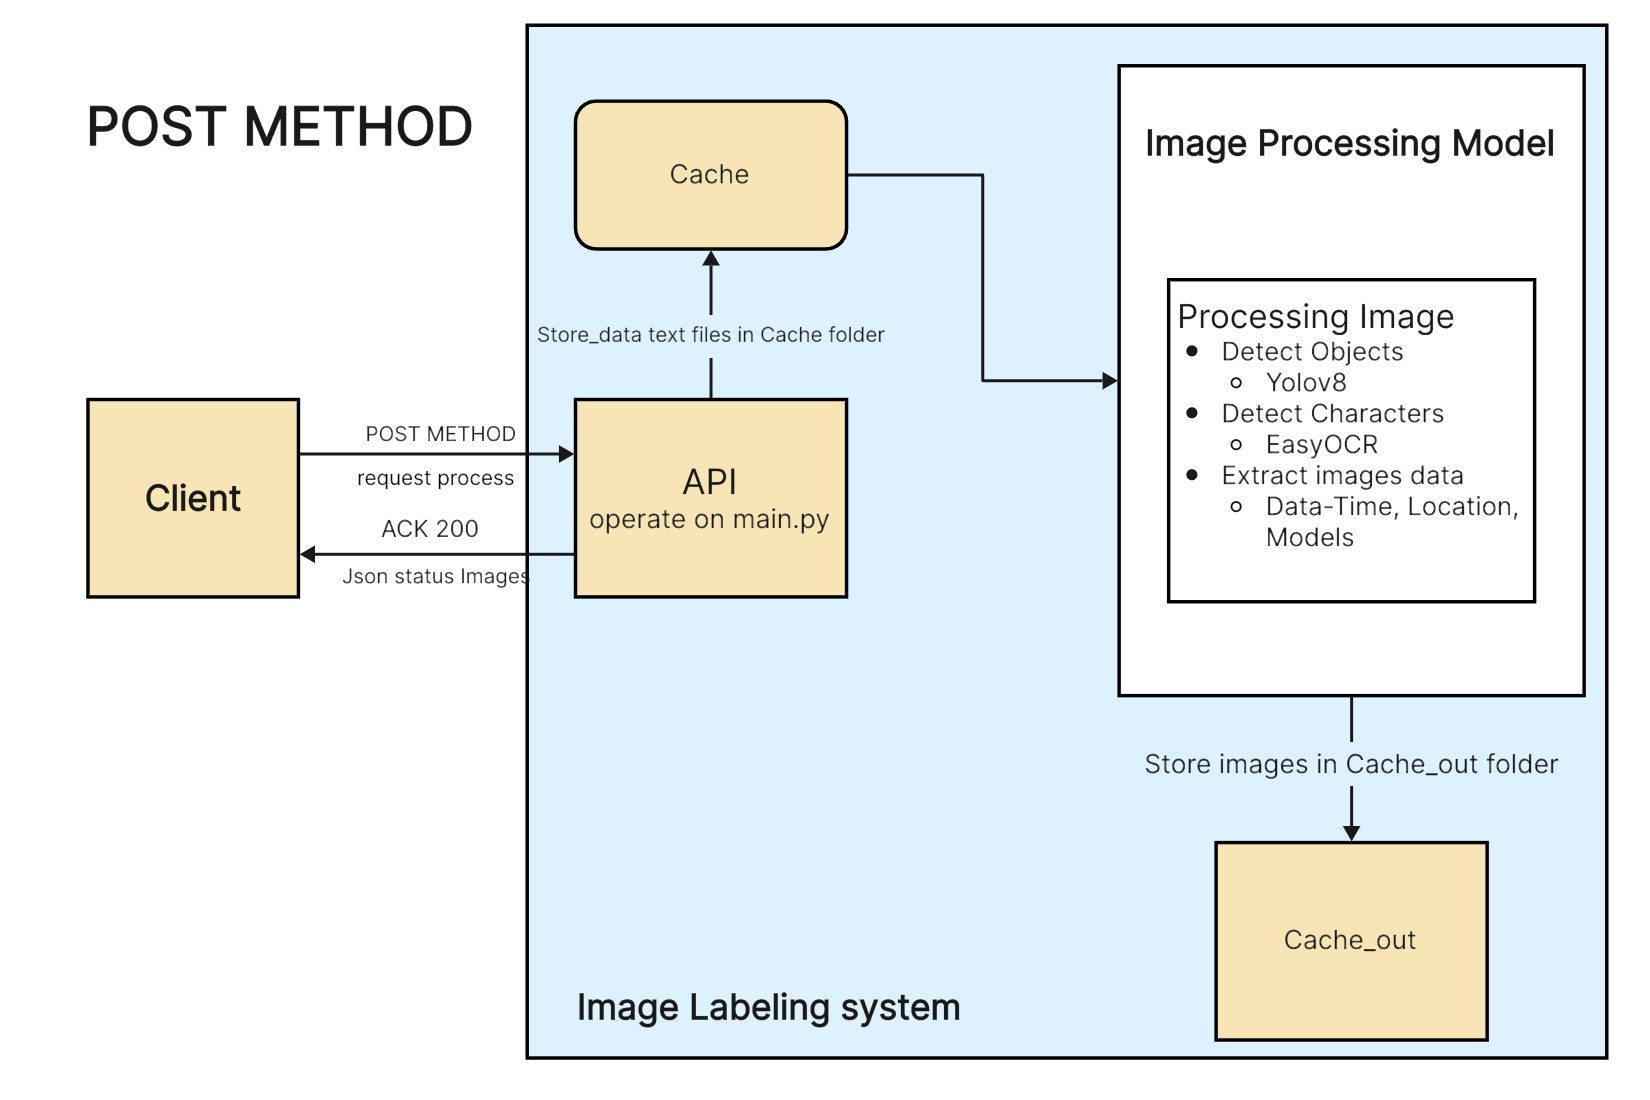 POST METHOD
Cache
Store_data text files in Cache folder
Client
POST METHOD
request process
ACK 200
Json status Images
API
operate on main.py
Image Processing Model
Processing Image
● Detect Objects
○ Yolov8
● Detect Characters
○ EasyOCR
● Extract images data
○ Data-Time, Location,
Models
Store images in Cache_out folder
Cache_out
Image Labeling system